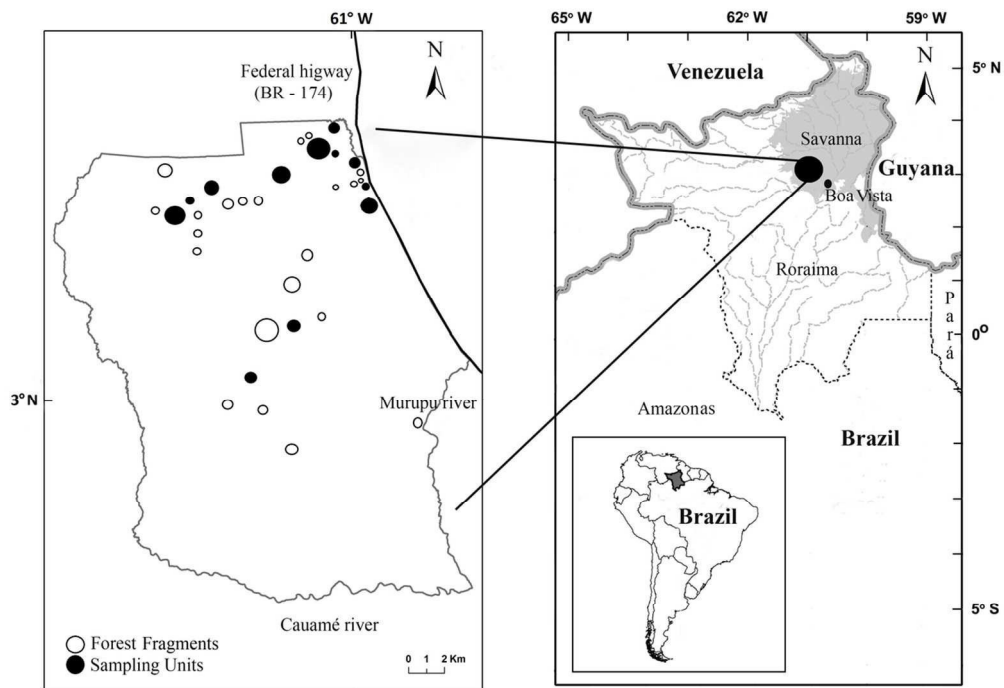 61° W
N
Federal higway
(BR - 174)
3° N
Murupu river
Cauamé river
Forest Fragments
Sampling Units
0 1 2 Km
65° W
62° W
59° W
N
5° N
Venezuela
Savanna
Guyana
Boa Vista
Roraima
Pará
0°
Amazonas
Brazil
Brazil
5° S